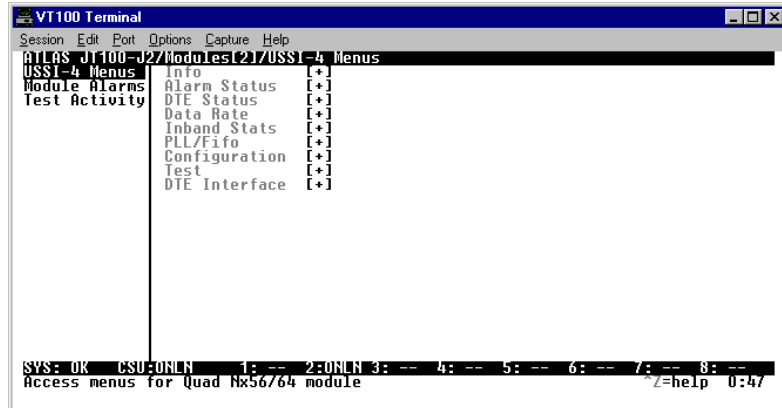 VT100 Terminal
Session Edit Port Options Capture Help
ATLAS JT100-J2/Modules[2]/USSI-4 Menus
USSI-4 Menus Info [+]
Module Alarms Alarm Status [+]
Test Activity DTE Status [+]
Data Rate [+]
Inband Stats [+]
PLL/Fifo [+]
Configuration [+]
Test [+]
DTE Interface [+]
SYS: OK CSU:ONLN 1: -- 2:ONLN 3: -- 4: -- 5: -- 6: -- 7: -- 8: --
Access menus for Quad Nx56/64 module ^Z=help 0:47